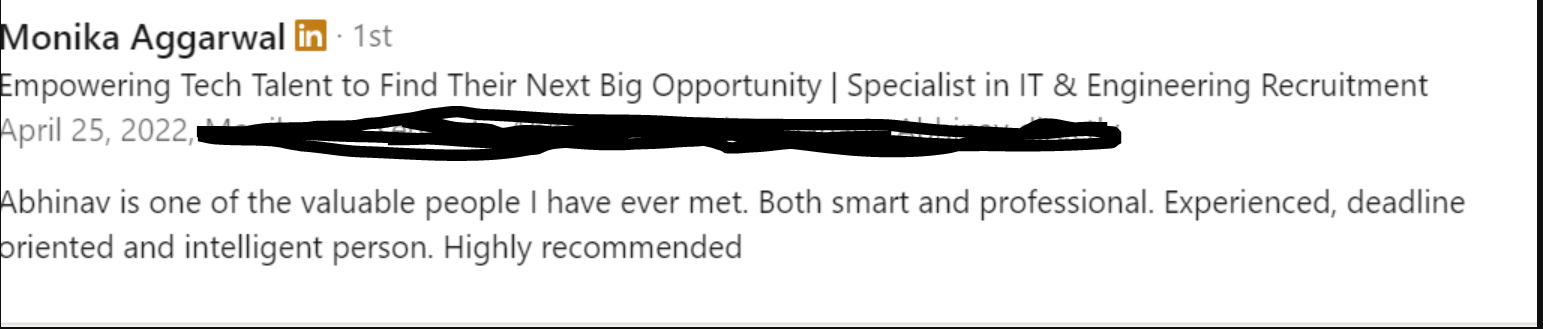 Monika Aggarwal in · 1st
Empowering Tech Talent to Find Their Next Big Opportunity | Specialist in IT & Engineering Recruitment
April 25, 2022,
Abhinav is one of the valuable people I have ever met. Both smart and professional. Experienced, deadline
oriented and intelligent person. Highly recommended